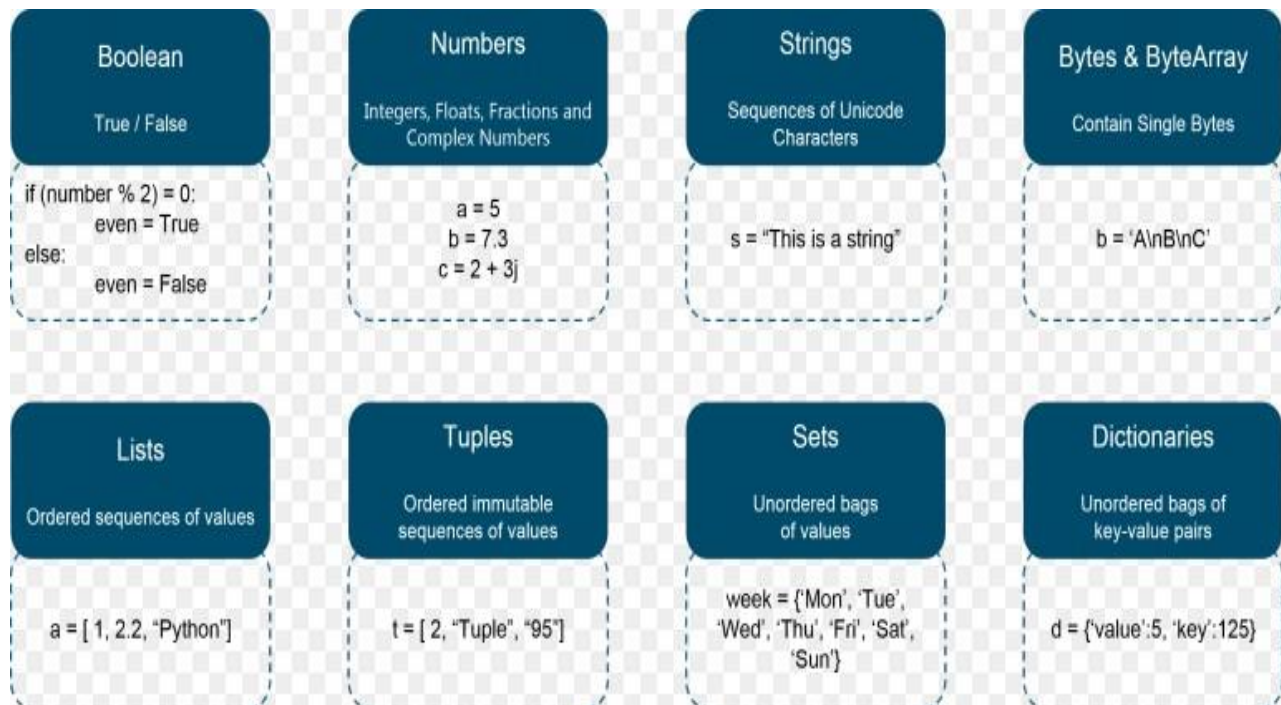 Boolean
True / False
if (number % 2) = 0:
even = True
else:
even = False
Numbers
Integers, Floats, Fractions and
Complex Numbers
a = 5
b = 7.3
c = 2 + 3j
Strings
Sequences of Unicode
Characters
s = “This is a string”
Bytes & ByteArray
Contain Single Bytes
b = ‘A\nB\nC’
Lists
Ordered sequences of values
a = [ 1, 2.2, “Python”]
Tuples
Ordered immutable
sequences of values
t = [ 2, “Tuple”, “95”]
Sets
Unordered bags
of values
week = {‘Mon’, ‘Tue’,
‘Wed’, ‘Thu’, ‘Fri’, ‘Sat’,
‘Sun’}
Dictionaries
Unordered bags of
key-value pairs
d = {‘value’:5, ‘key’:125}